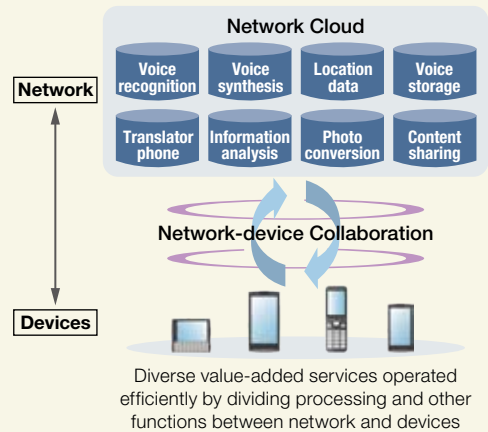 Network Cloud
Voice recognition
Voice synthesis
Location data
Voice storage
Network
Translator phone
Information analysis
Photo conversion
Content sharing
Network-device Collaboration
Devices
Diverse value-added services operated
efficiently by dividing processing and other
functions between network and devices